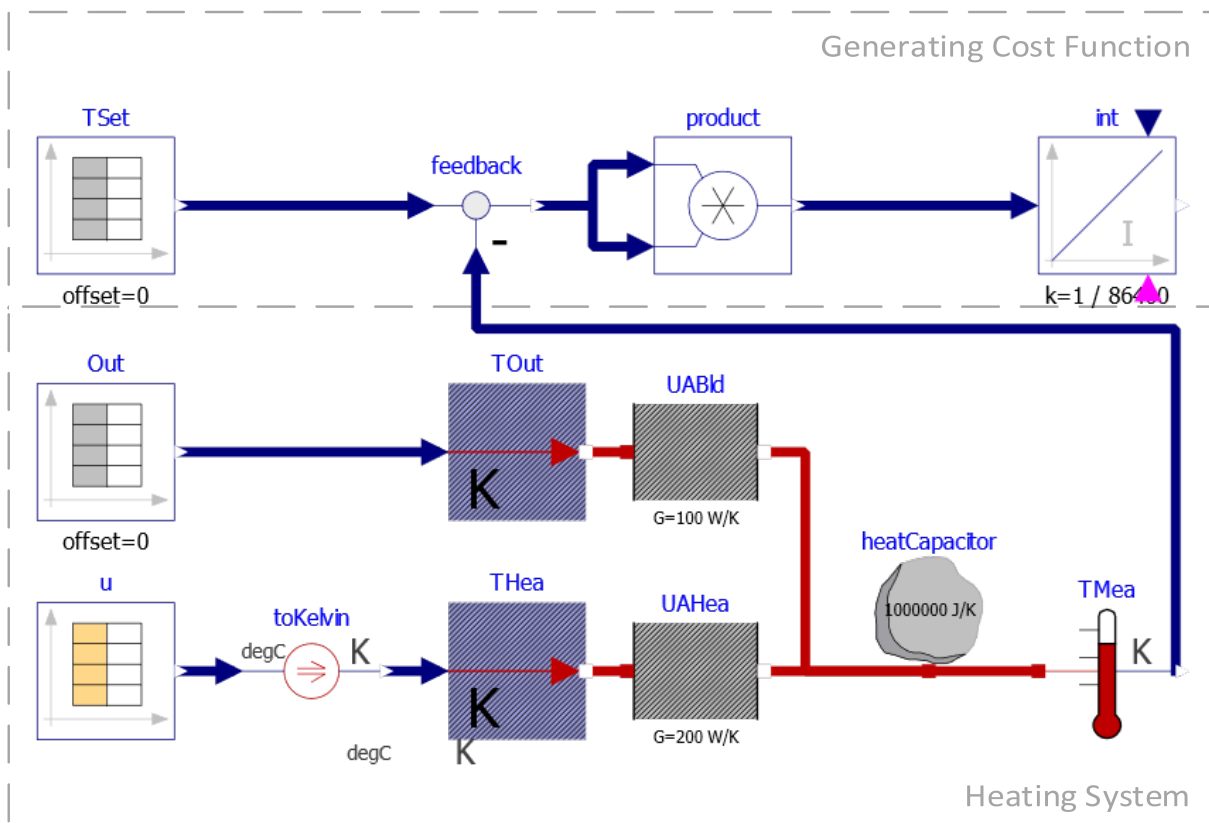 Generating Cost Function
TSet
product
int
feedback
-
I
offset=0
k=1 / 86400
Out
TOut
UABld
K
G=100 W/K
offset=0
heatCapacitor
u
THea
UAHea
TMea
toKelvin
1000000 J/K
degC
K
K
K
G=200 W/K
degC
K
Heating System